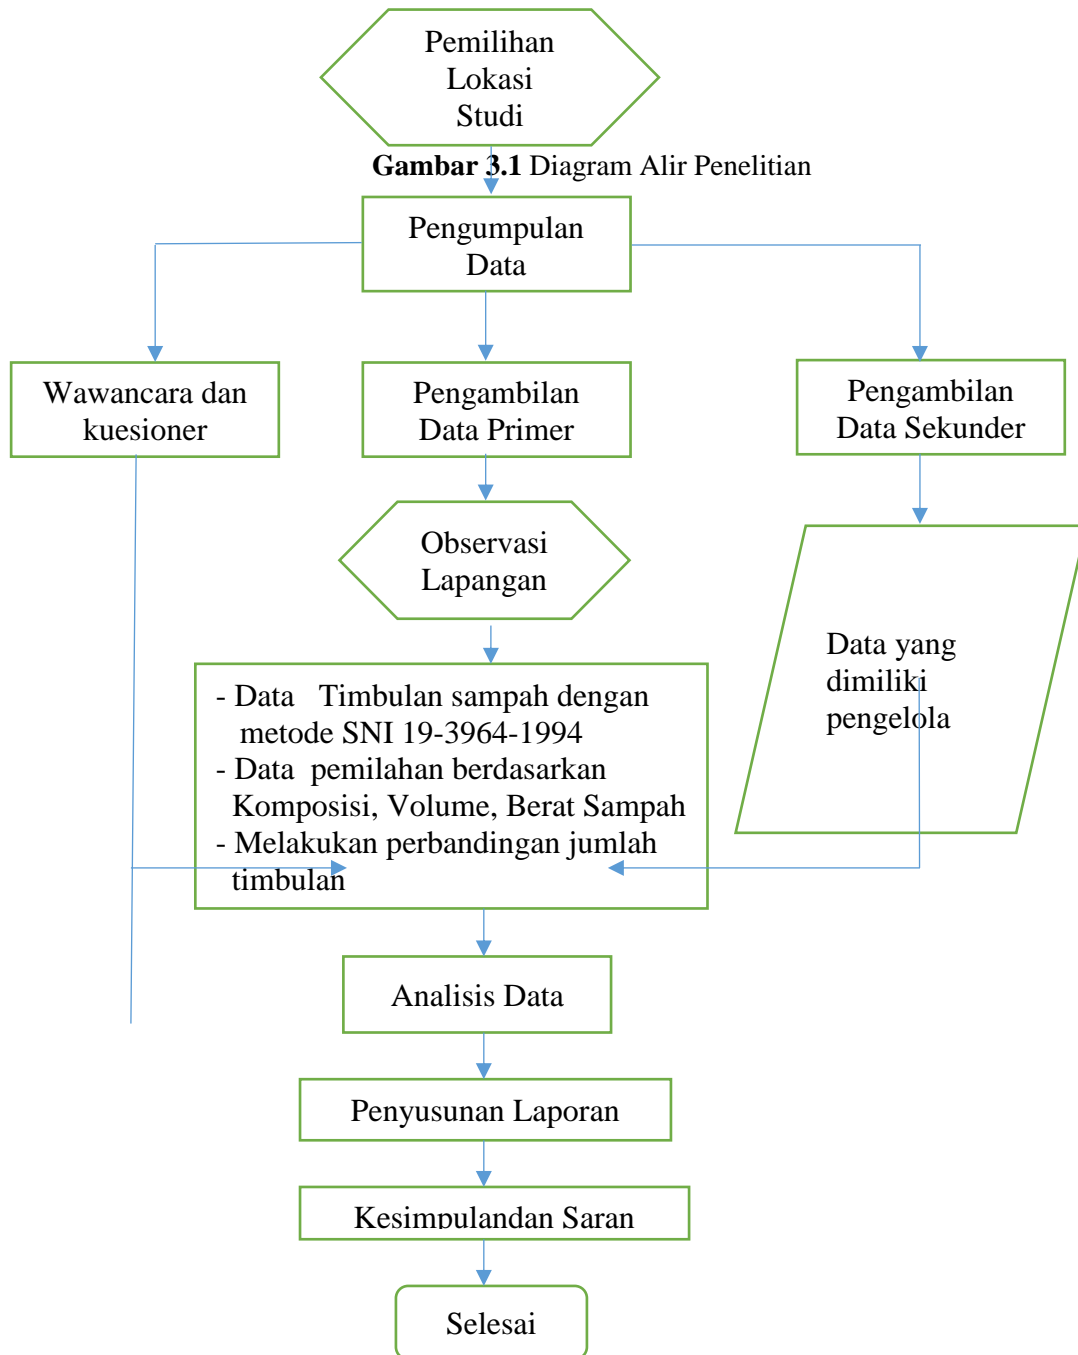 Pemilihan
Lokasi
Studi
Gambar 3.1 Diagram Alir Penelitian
Pengumpulan
Data
Wawancara dan
kuesioner
Pengambilan
Data Primer
Pengambilan
Data Sekunder
Observasi
Lapangan
Data yang
dimiliki
pengelola
- Data Timbulan sampah dengan
metode SNI 19-3964-1994
- Data pemilahan berdasarkan
Komposisi, Volume, Berat Sampah
- Melakukan perbandingan jumlah
timbulan
Analisis Data
Penyusunan Laporan
Kesimpulandan Saran
Selesai